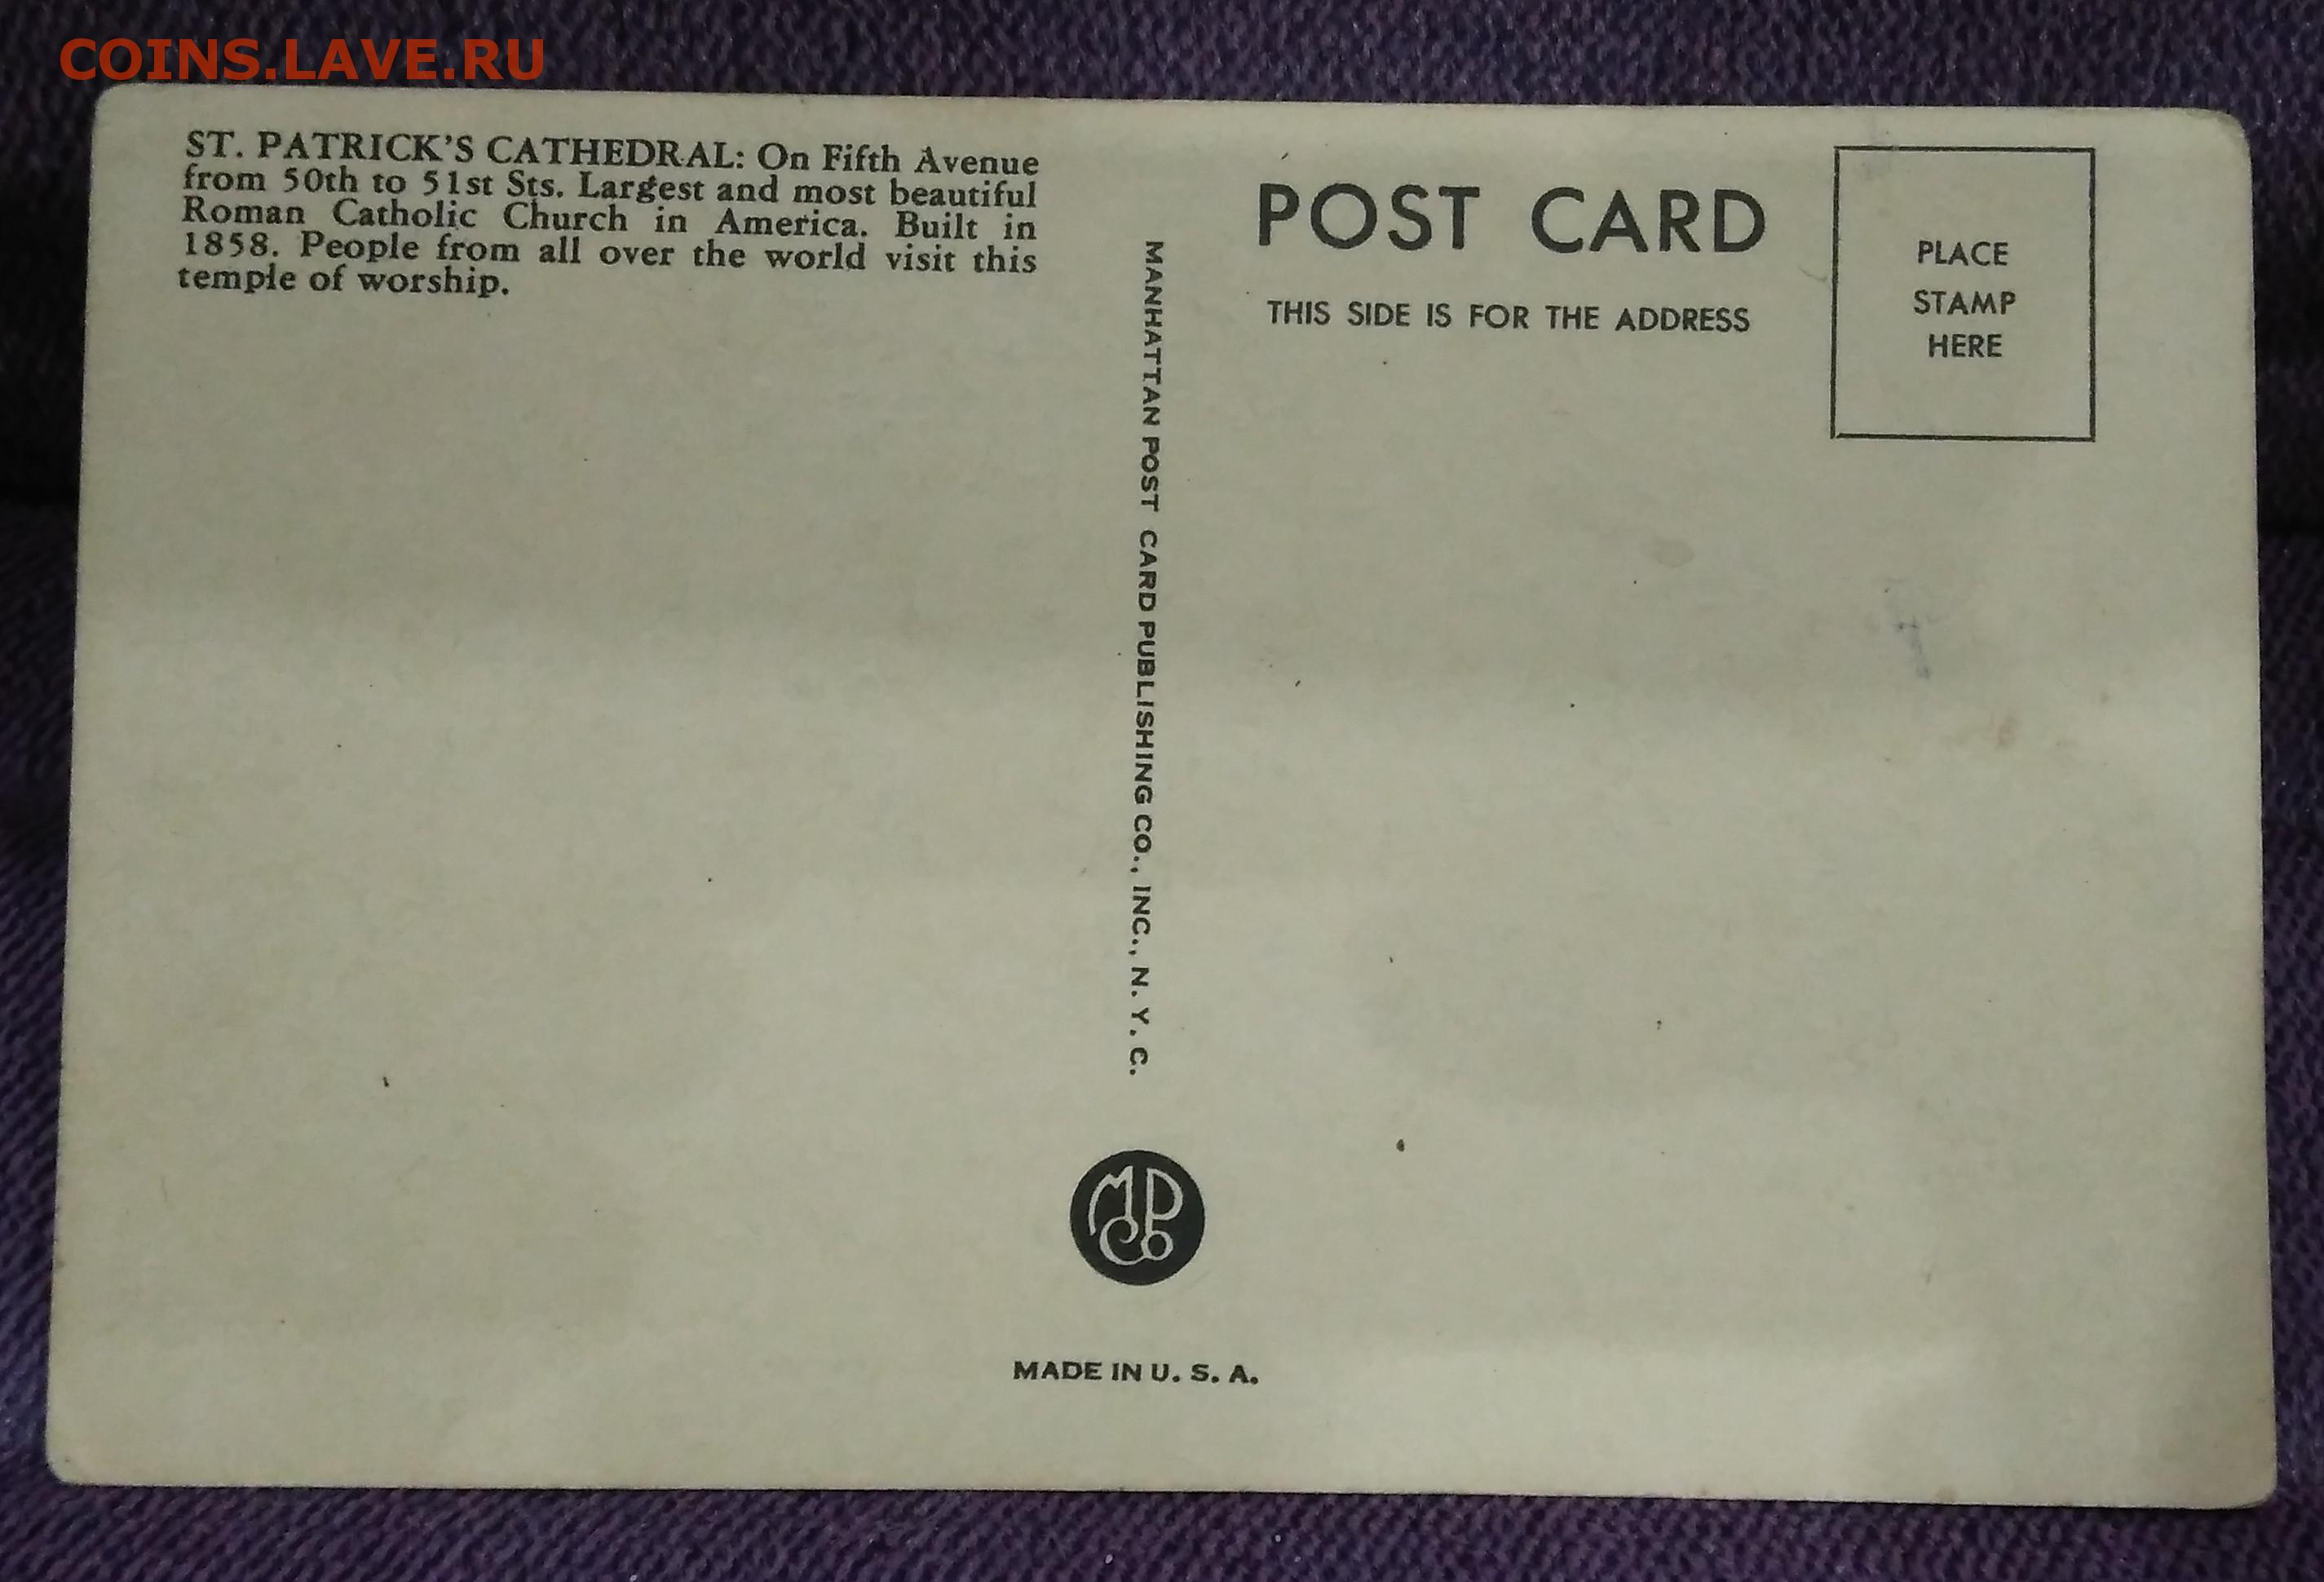 COINS.LAVE.RU
ST. PATRICK'S CATHEDRAL: On Fifth Avenue
from 50th to 51st Sts. Largest and most beautiful
Roman Catholic Church in America. Built in
1858. People from all over the world visit this
temple of worship.
MANHATTAN POST CARD PUBLISHING CO., INC., N. Y. C.
POST CARD
THIS SIDE IS FOR THE ADDRESS
PLACE
STAMP
HERE
MPCo
MADE IN U. S. A.